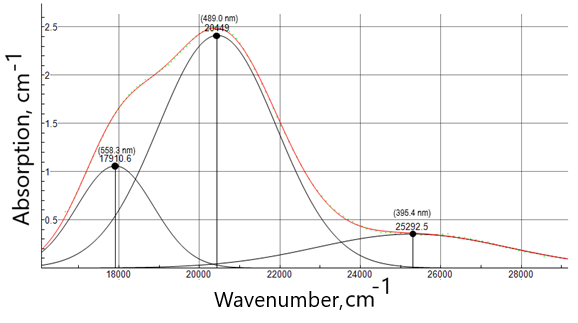 (489.0 nm)
20449
2.5
2
1.5
(558.3 nm)
17910.6
1
(395.4 nm)
25292.5
0.5
18000
20000
22000
24000
26000
28000
Absorption, cm-1
Wavenumber, cm-1